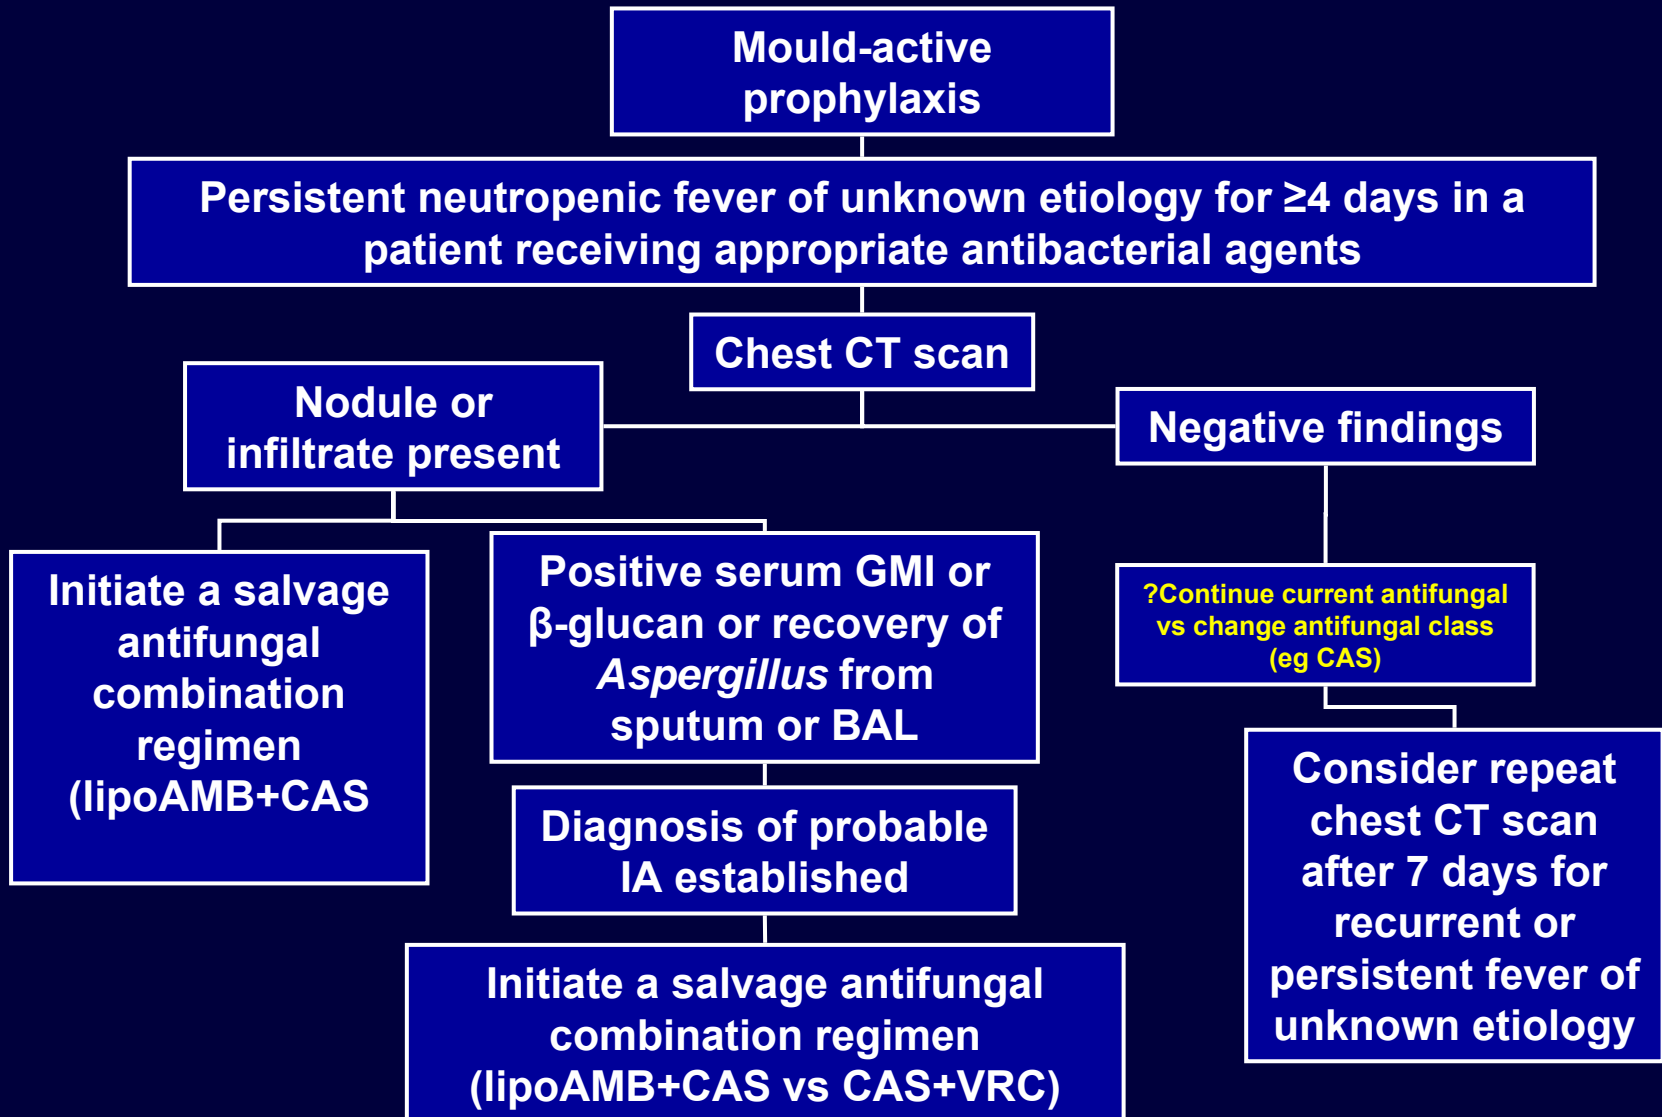 Mould-active
prophylaxis
Persistent neutropenic fever of unknown etiology for ≥4 days in a
patient receiving appropriate antibacterial agents
Chest CT scan
Nodule or
infiltrate present
Negative findings
Initiate a salvage
antifungal
combination
regimen
(lipoAMB+CAS
Positive serum GMI or
β-glucan or recovery of
Aspergillus from
sputum or BAL
?Continue current antifungal
vs change antifungal class
(eg CAS)
Diagnosis of probable
IA established
Consider repeat
chest CT scan
after 7 days for
recurrent or
persistent fever of
unknown etiology
Initiate a salvage antifungal
combination regimen
(lipoAMB+CAS vs CAS+VRC)